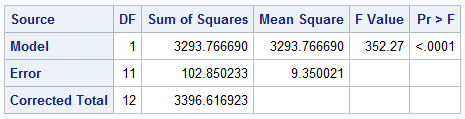 Source DF Sum of Squares Mean Square F Value Pr > F
Model 1 3293.766690 3293.766690 352.27 <.0001
Error 11 102.850233 9.350021
Corrected Total 12 3396.616923